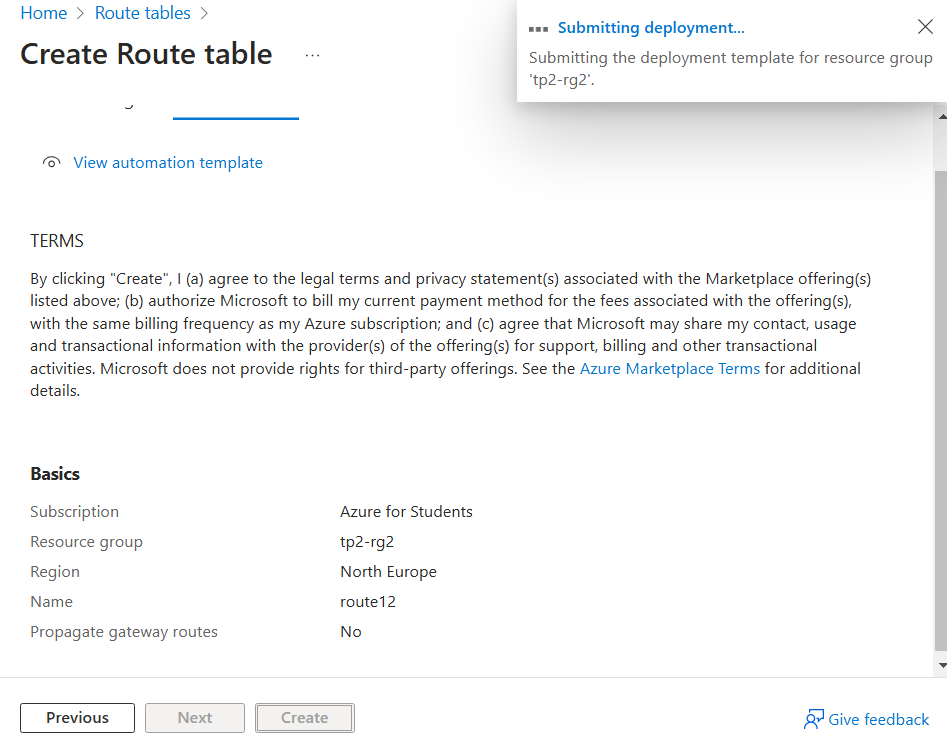 Home > Route tables >
Create Route table ...
Submitting deployment...
Submitting the deployment template for resource group
'tp2-rg2'.
View automation template
TERMS
By clicking "Create", I (a) agree to the legal terms and privacy statement(s) associated with the Marketplace offering(s)
listed above; (b) authorize Microsoft to bill my current payment method for the fees associated with the offering(s),
with the same billing frequency as my Azure subscription; and (c) agree that Microsoft may share my contact, usage
and transactional information with the provider(s) of the offering(s) for support, billing and other transactional
activities. Microsoft does not provide rights for third-party offerings. See the Azure Marketplace Terms for additional
details.
Basics
Subscription Azure for Students
Resource group tp2-rg2
Region North Europe
Name route12
Propagate gateway routes No
Previous Next Create Give feedback